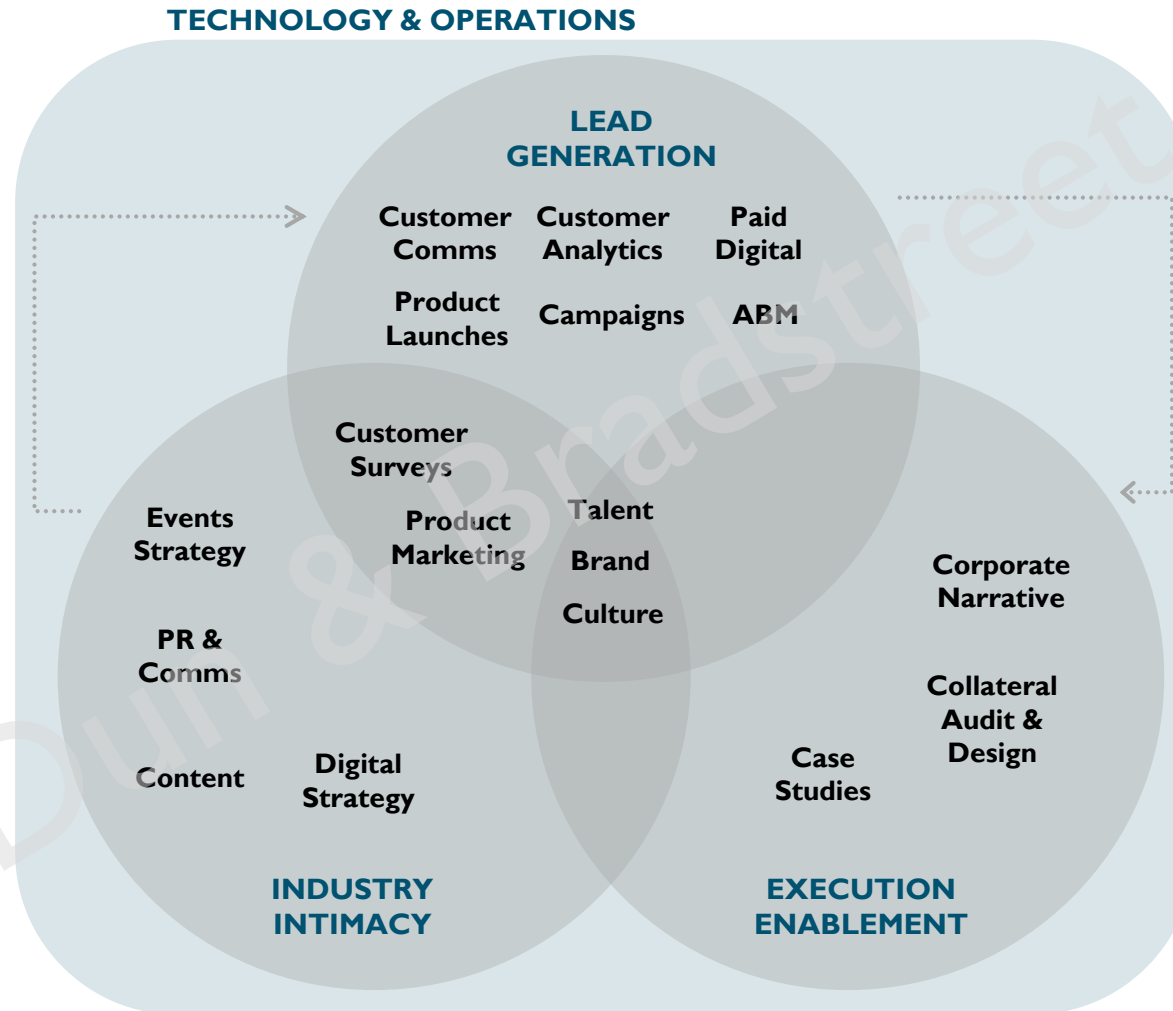 TECHNOLOGY & OPERATIONS
LEAD
GENERATION
Customer
Comms
Customer
Analytics
Paid
Digital
Product
Launches
Campaigns
ABM
Customer
Surveys
Product
Marketing
Talent
Brand
Culture
Events
Strategy
PR &
Comms
Content
Digital
Strategy
Corporate
Narrative
Collateral
Audit &
Design
Case
Studies
INDUSTRY
INTIMACY
EXECUTION
ENABLEMENT
Dun & Bradstreet